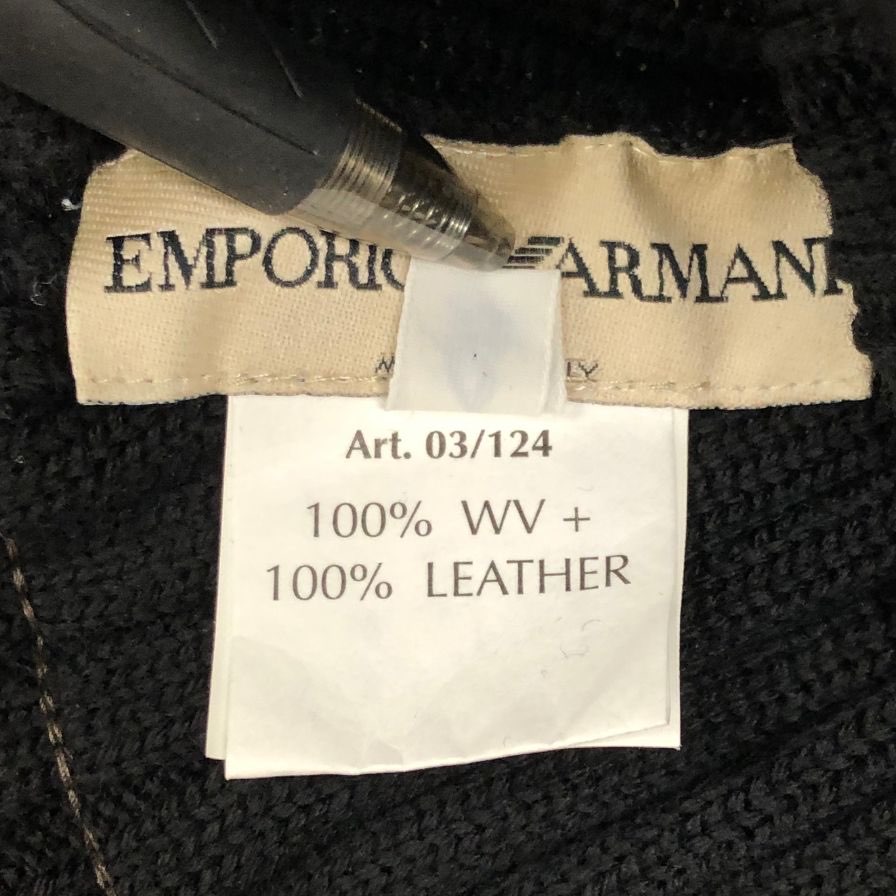 EMPORIO ARMANI
Art. 03/124
100% WV +
100% LEATHER